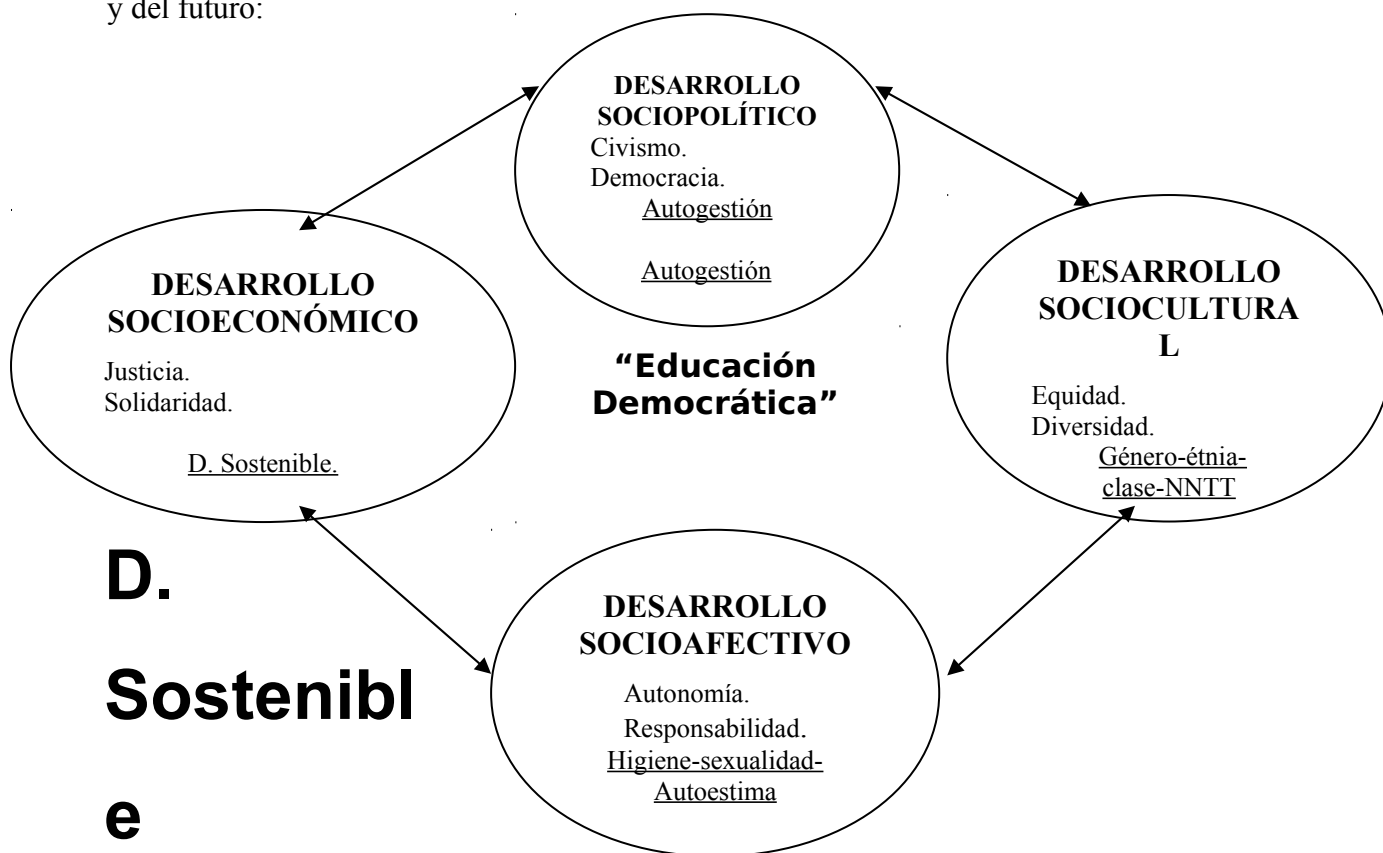 y del futuro:
DESARROLLO
SOCIOPOLÍTICO
Civismo.
Democracia.
Autogestión
Autogestión
DESARROLLO
SOCIOECONÓMICO
Justicia.
Solidaridad.
D. Sostenible.
“Educación
Democrática”
DESARROLLO
SOCIOCULTURA
L
Equidad.
Diversidad.
Género-étnia-
clase-NNTT
D.
Sostenibl
e
DESARROLLO
SOCIOAFECTIVO
Autonomía.
Responsabilidad.
Higiene-sexualidad-
Autoestima